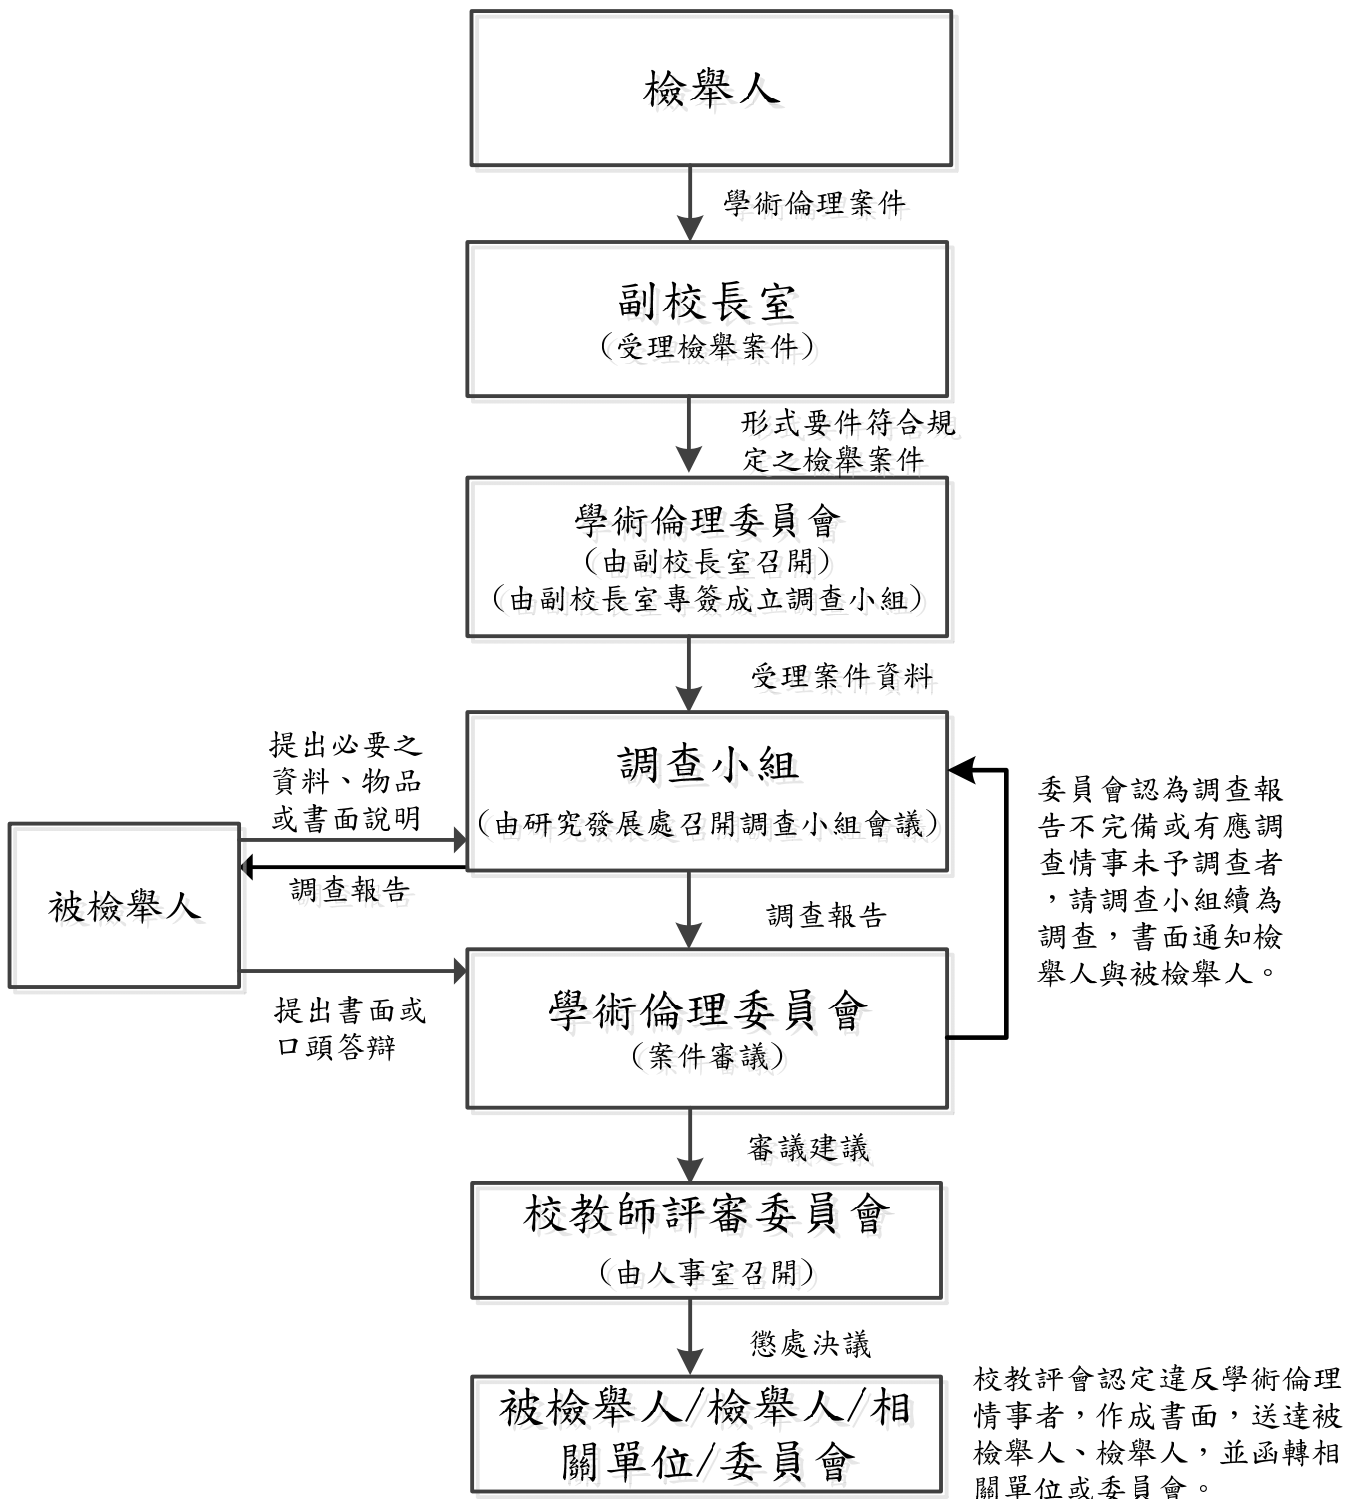 檢舉人
學術倫理案件
副校長室
（受理檢舉案件）
形式要件符合規
定之檢舉案件
學術倫理委員會
（由副校長室召開）
（由副校長室專簽成立調查小組）
受理案件資料
提出必要之
資料、物品
或書面說明
調查小組
（由研究發展處召開調查小組會議）
委員會認為調查報
告不完備或有應調
查情事未予調查者
，請調查小組續為
調查，書面通知檢
舉人與被檢舉人。
被檢舉人
調查報告
調查報告
提出書面或
口頭答辯
學術倫理委員會
（案件審議）
審議建議
校教師評審委員會
（由人事室召開）
懲處決議
被檢舉人/檢舉人/相
關單位/委員會
校教評會認定違反學術倫理
情事者，作成書面，送達被
檢舉人、檢舉人，並函轉相
關單位或委員會。